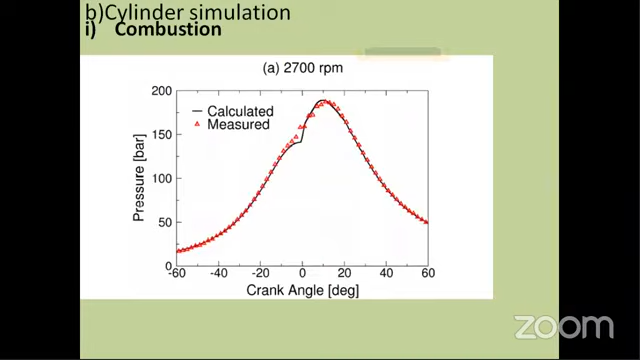 b)Cylinder simulation
i) Combustion
(a) 2700 rpm
200
150
100
50
0
Pressure [bar]
Calculated
Measured
-60 -40 -20 0 20 40 60
Crank Angle [deg]
zoom